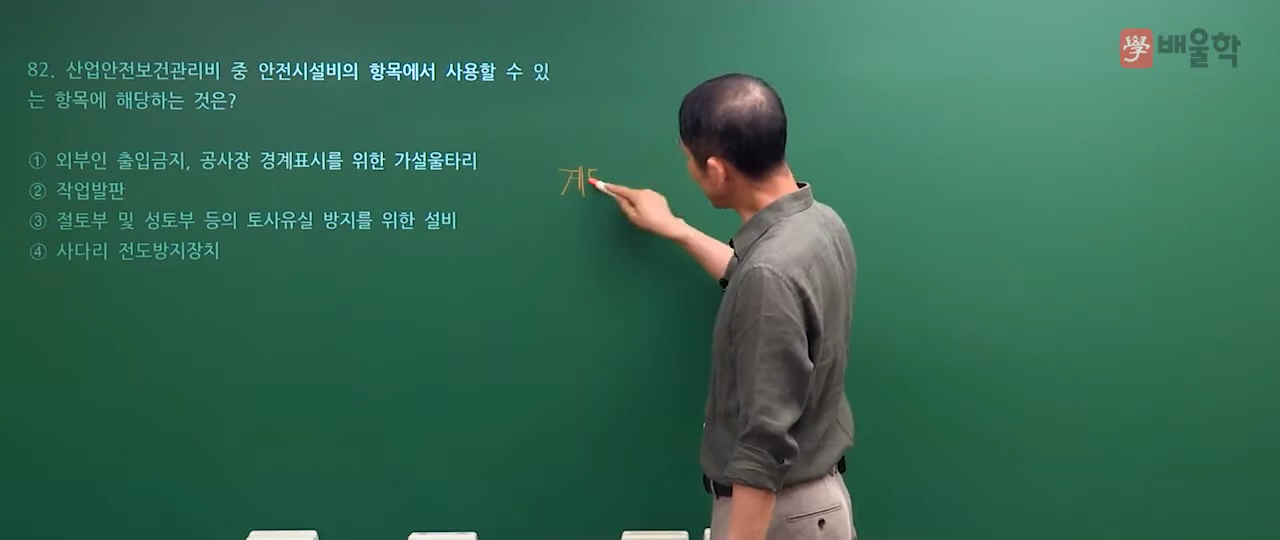 學 배울학
82. 산업안전보건관리비 중 안전시설비의 항목에서 사용할 수 있
는 항목에 해당하는 것은?
① 외부인 출입금지, 공사장 경계표시를 위한 가설울타리
② 작업발판
③ 절토부 및 성토부 등의 토사유실 방지를 위한 설비
④ 사다리 전도방지장치